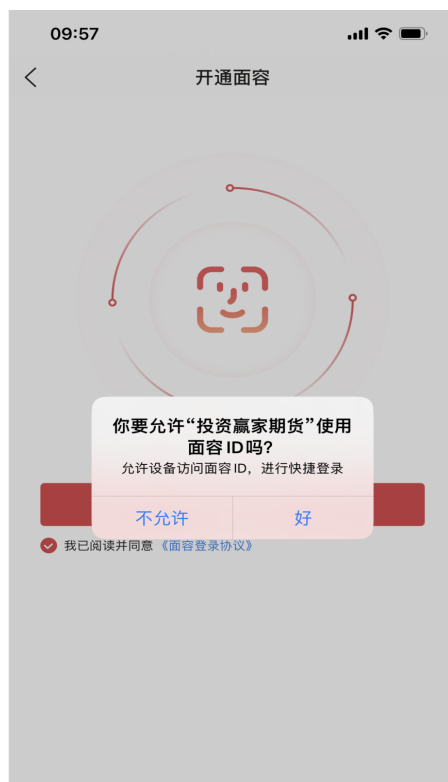 09:57
开通面容
你要允许“投资赢家期货”使用
面容 ID吗?
允许设备访问面容ID，进行快捷登录
不允许
好
我已阅读并同意《面容登录协议》